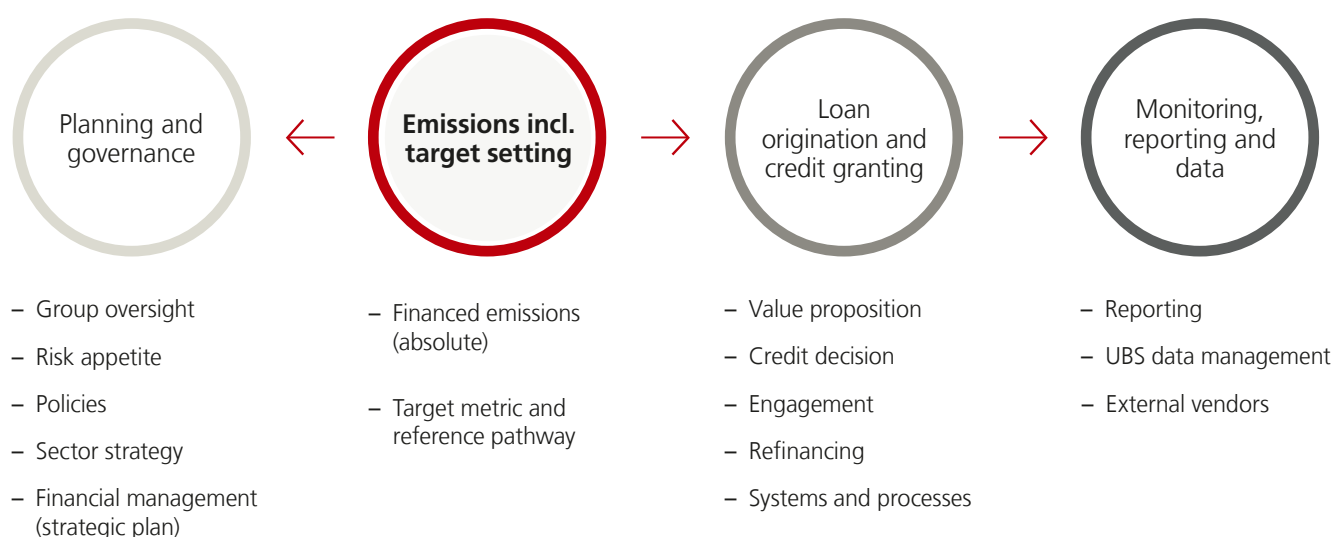 Planning and
governance
Emissions incl.
target setting
Loan
origination and
credit granting
Monitoring,
reporting and
data
– Group oversight
– Risk appetite
– Policies
– Sector strategy
– Financial management
(strategic plan)
– Financed emissions
(absolute)
– Target metric and
reference pathway
– Value proposition
– Credit decision
– Engagement
– Refinancing
– Systems and processes
– Reporting
– UBS data management
– External vendors